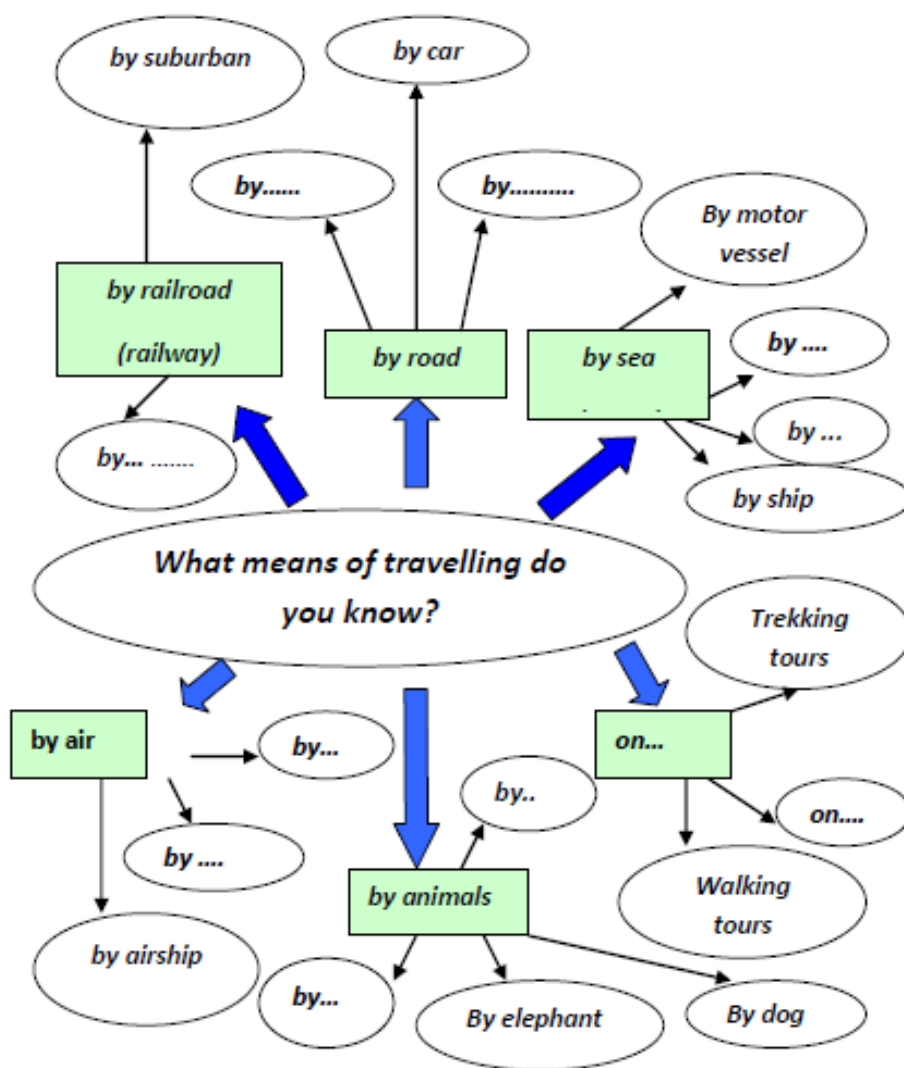 by suburban
by car
by......
by..........
By motor
vessel
by railroad
(railway)
by road
by sea
by ....
by ...
by... .......
by ship
What means of travelling do
you know?
Trekking
tours
by air
by...
on...
by..
on....
by ....
Walking
tours
by animals
by airship
by...
By elephant
By dog